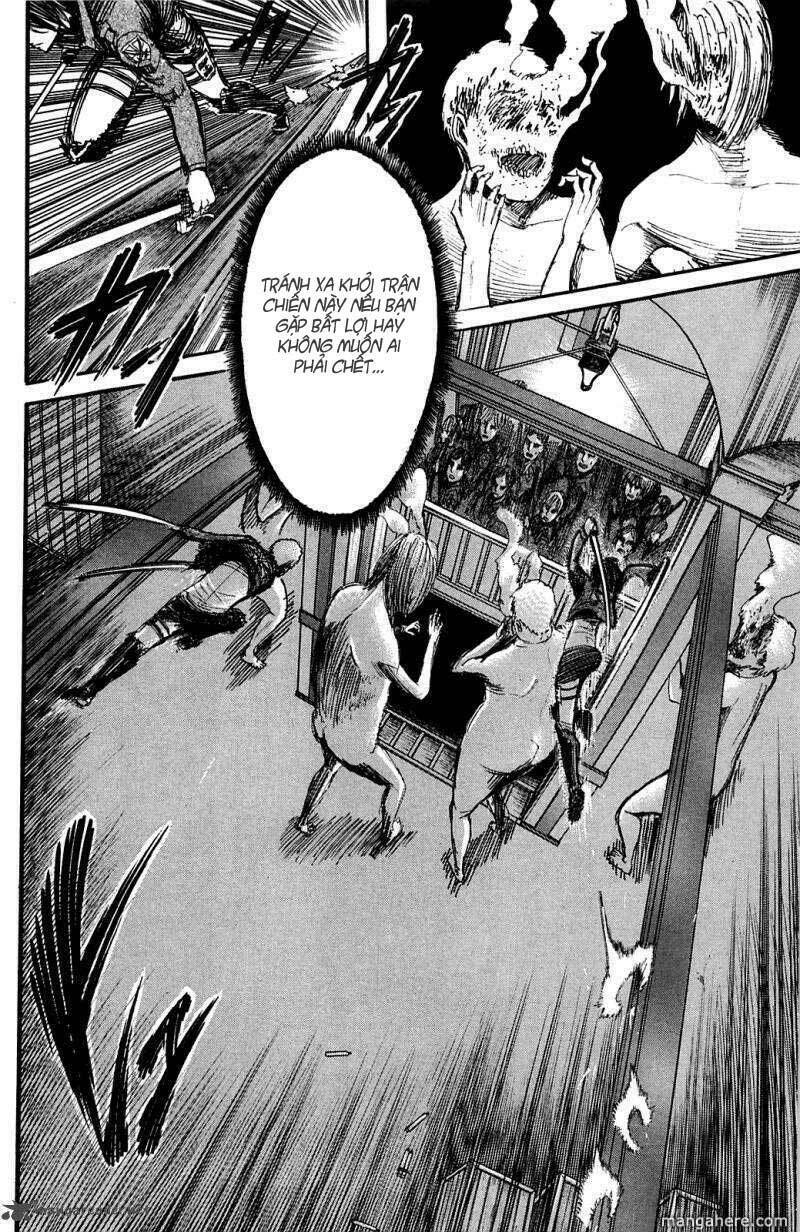 TRÁNH XA KHỎI TRẬN
CHIẾN NÀY NẾU BẠN
GẶP BẤT LỢI HAY
KHÔNG MUỐN AI
PHẢI CHẾT...
mangahere.com